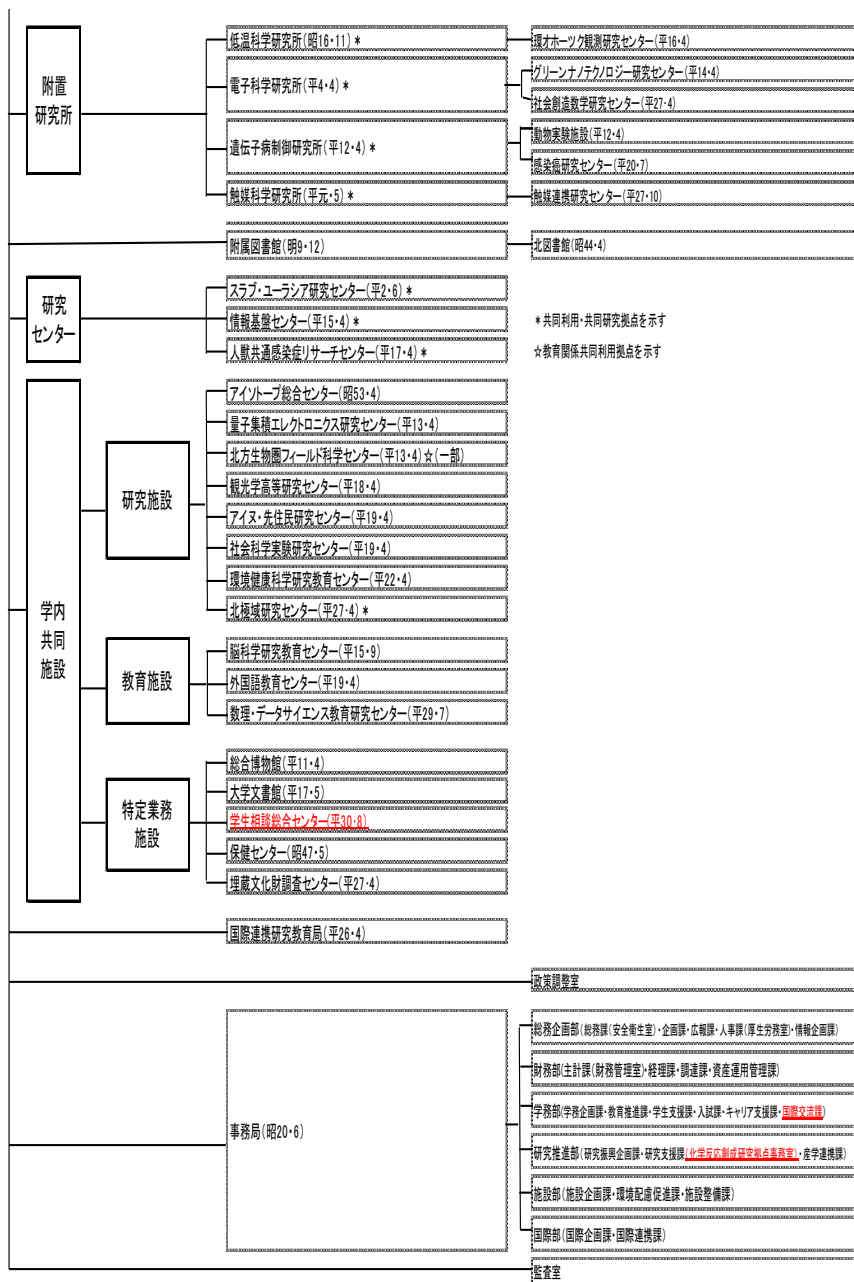 附置
研究所
低温科学研究所(昭16・11)＊
環オホーツク観測研究センター(平16・4)
電子科学研究所(平4・4)＊
グリーンナノテクノロジー研究センター(平14・4)
社会創造数学研究センター(平27・4)
遺伝子病制御研究所(平12・4)＊
動物実験施設(平12・4)
感染癌研究センター(平20・7)
触媒科学研究所(平元・5)＊
触媒連携研究センター(平27・10)
附属図書館(明9・12)
北図書館(昭44・4)
研究
センター
スラブ・ユーラシア研究センター(平2・6)＊
情報基盤センター(平15・4)＊
人獣共通感染症リサーチセンター(平17・4)＊
＊共同利用・共同研究拠点を示す
☆教育関係共同利用拠点を示す
学内
共同
施設
研究施設
アイソトープ総合センター(昭53・4)
量子集積エレクトロニクス研究センター(平13・4)
北方生物圏フィールド科学センター(平13・4)☆(一部)
観光学高等研究センター(平18・4)
アイヌ・先住民研究センター(平19・4)
社会科学実験研究センター(平19・4)
環境健康科学研究教育センター(平22・4)
北極域研究センター(平27・4)＊
教育施設
脳科学研究教育センター(平15・9)
外国語教育センター(平19・4)
数理・データサイエンス教育研究センター(平29・7)
特定業務
施設
総合博物館(平11・4)
大学文書館(平17・5)
学生相談総合センター(平30・8)
保健センター(昭47・5)
埋蔵文化財調査センター(平27・4)
国際連携研究教育局(平26・4)
政策調整室
事務局(昭20・6)
総務企画部(総務課(安全衛生室)・企画課・広報課・人事課(厚生労務室)・情報企画課)
財務部(主計課(財務管理室)・経理課・調達課・資産運用管理課)
学務部(学務企画課・教育推進課・学生支援課・入試課・キャリア支援課・国際交流課)
研究推進部(研究振興企画課・研究支援課(化学反応創成研究拠点事務室)・産学連携課)
施設部(施設企画課・環境配慮促進課・施設整備課)
国際部(国際企画課・国際連携課)
監査室